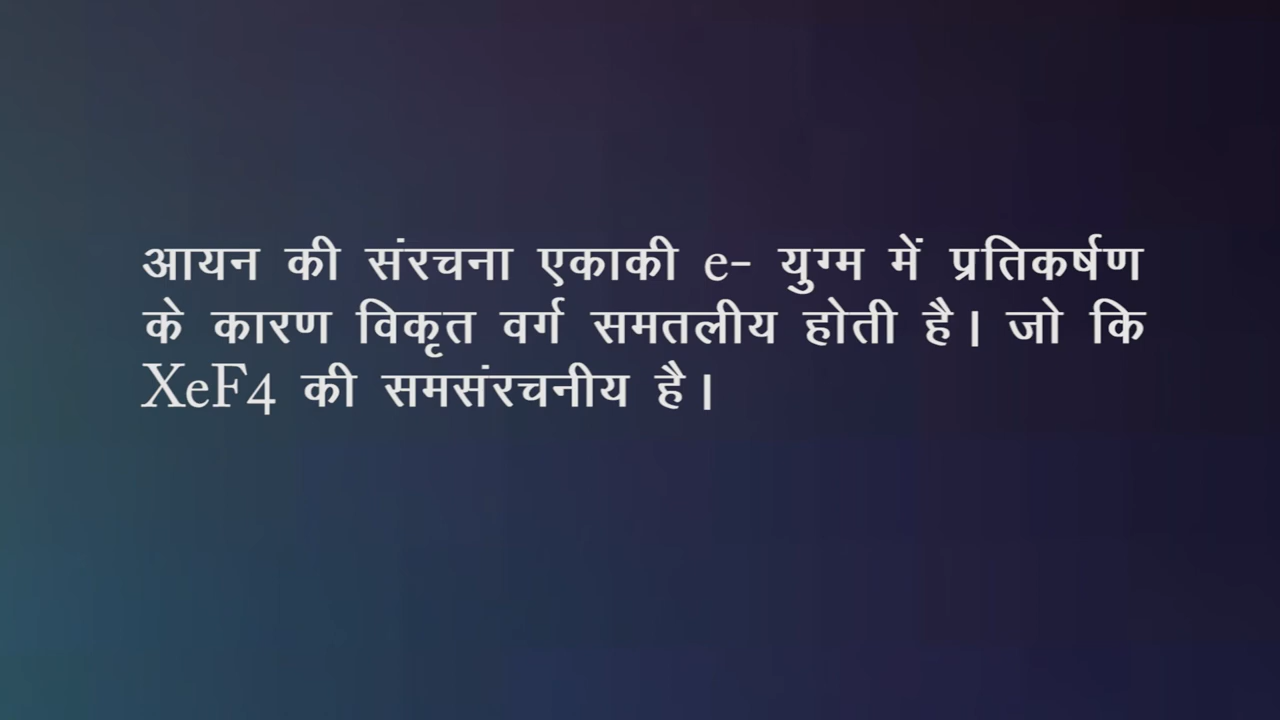 आयन की संरचना एकाकी e- युग्म में प्रतिकर्षण
के कारण विकृत वर्ग समतलीय होती है। जो कि
XeF4 की समसंरचनीय है।